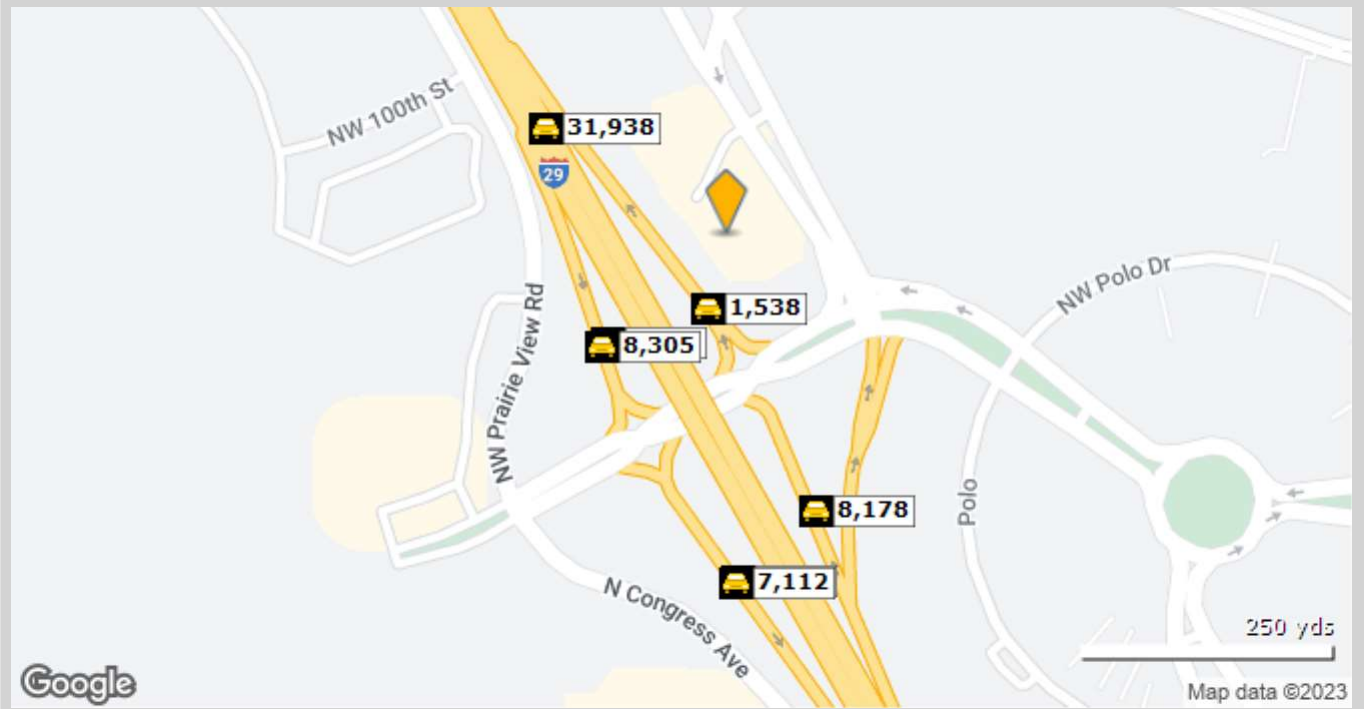 NW 100th St
31,938
29
NW Polo Dr
1,538
NW Prairie View Rd
8,305
Polo
8,178
7,112
N Congress Ave
250 yds
Google
Map data ©2023